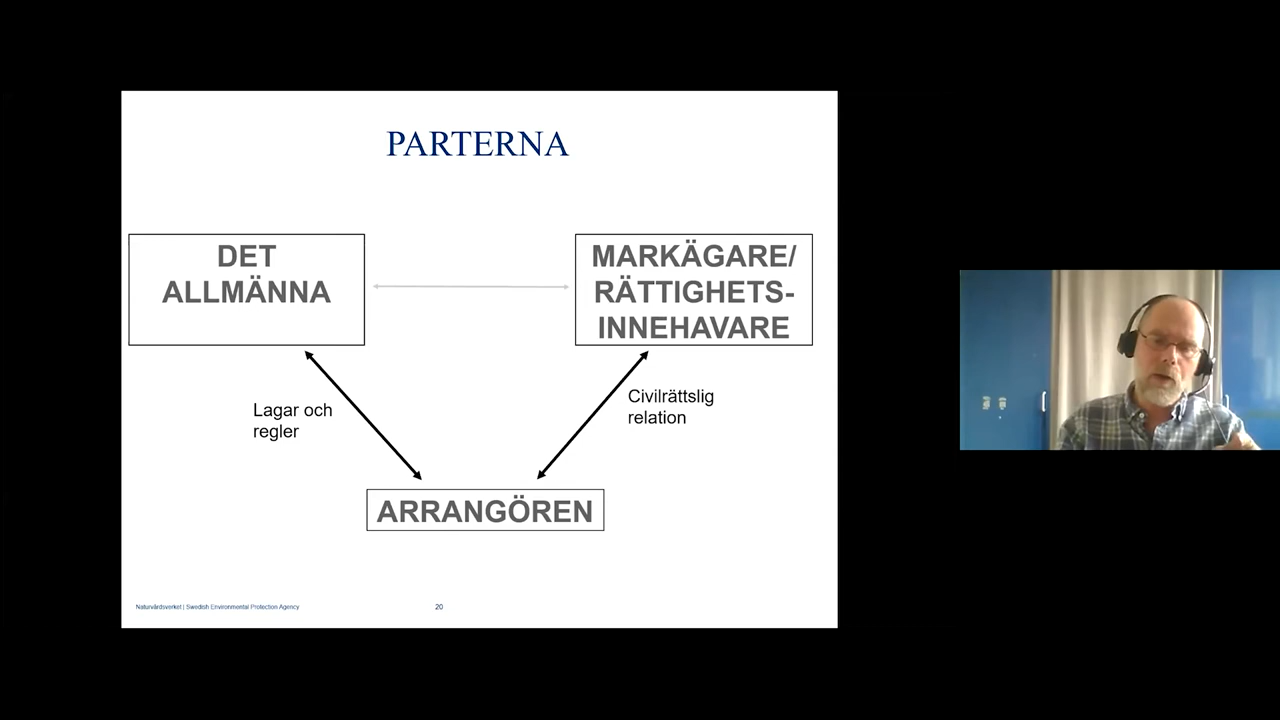 PARTERNA
DET
ALLMÄNNA
MARKÄGARE/
RÄTTIGHETS-
INNEHAVARE
Lagar och
regler
Civilrättslig
relation
ARRANGÖREN
Naturvårdsverket | Swedish Environmental Protection Agency
20